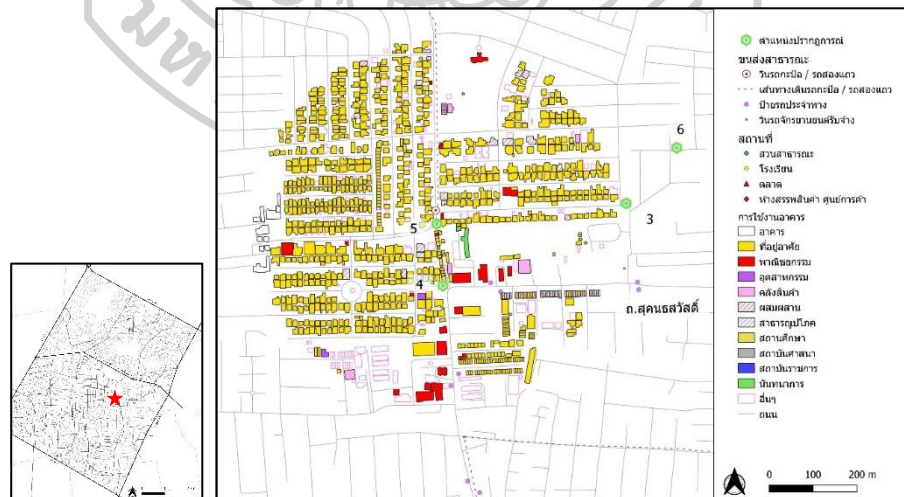 มท
6
3
5
4
ถ.สุคนธสวัสดิ์
ตำแหน่งปรากฏการณ์
ขนส่งสาธารณะ
วินรถกะป๊อ / รถสองแถว
เส้นทางเดินรถกะป๊อ / รถสองแถว
ป้ายรถประจำทาง
วินรถจักรยานยนต์รับจ้าง
สถานที่
สวนสาธารณะ
โรงเรียน
ตลาด
ห้างสรรพสินค้า ศูนย์การค้า
การใช้งานอาคาร
อาคาร
ที่อยู่อาศัย
พาณิชยกรรม
อุตสาหกรรม
คลังสินค้า
ผสมผสาน
สาธารณูปโภค
สถานศึกษา
สถาบันศาสนา
สถาบันราชการ
นันทนาการ
อื่นๆ
ถนน
0 100 200 m